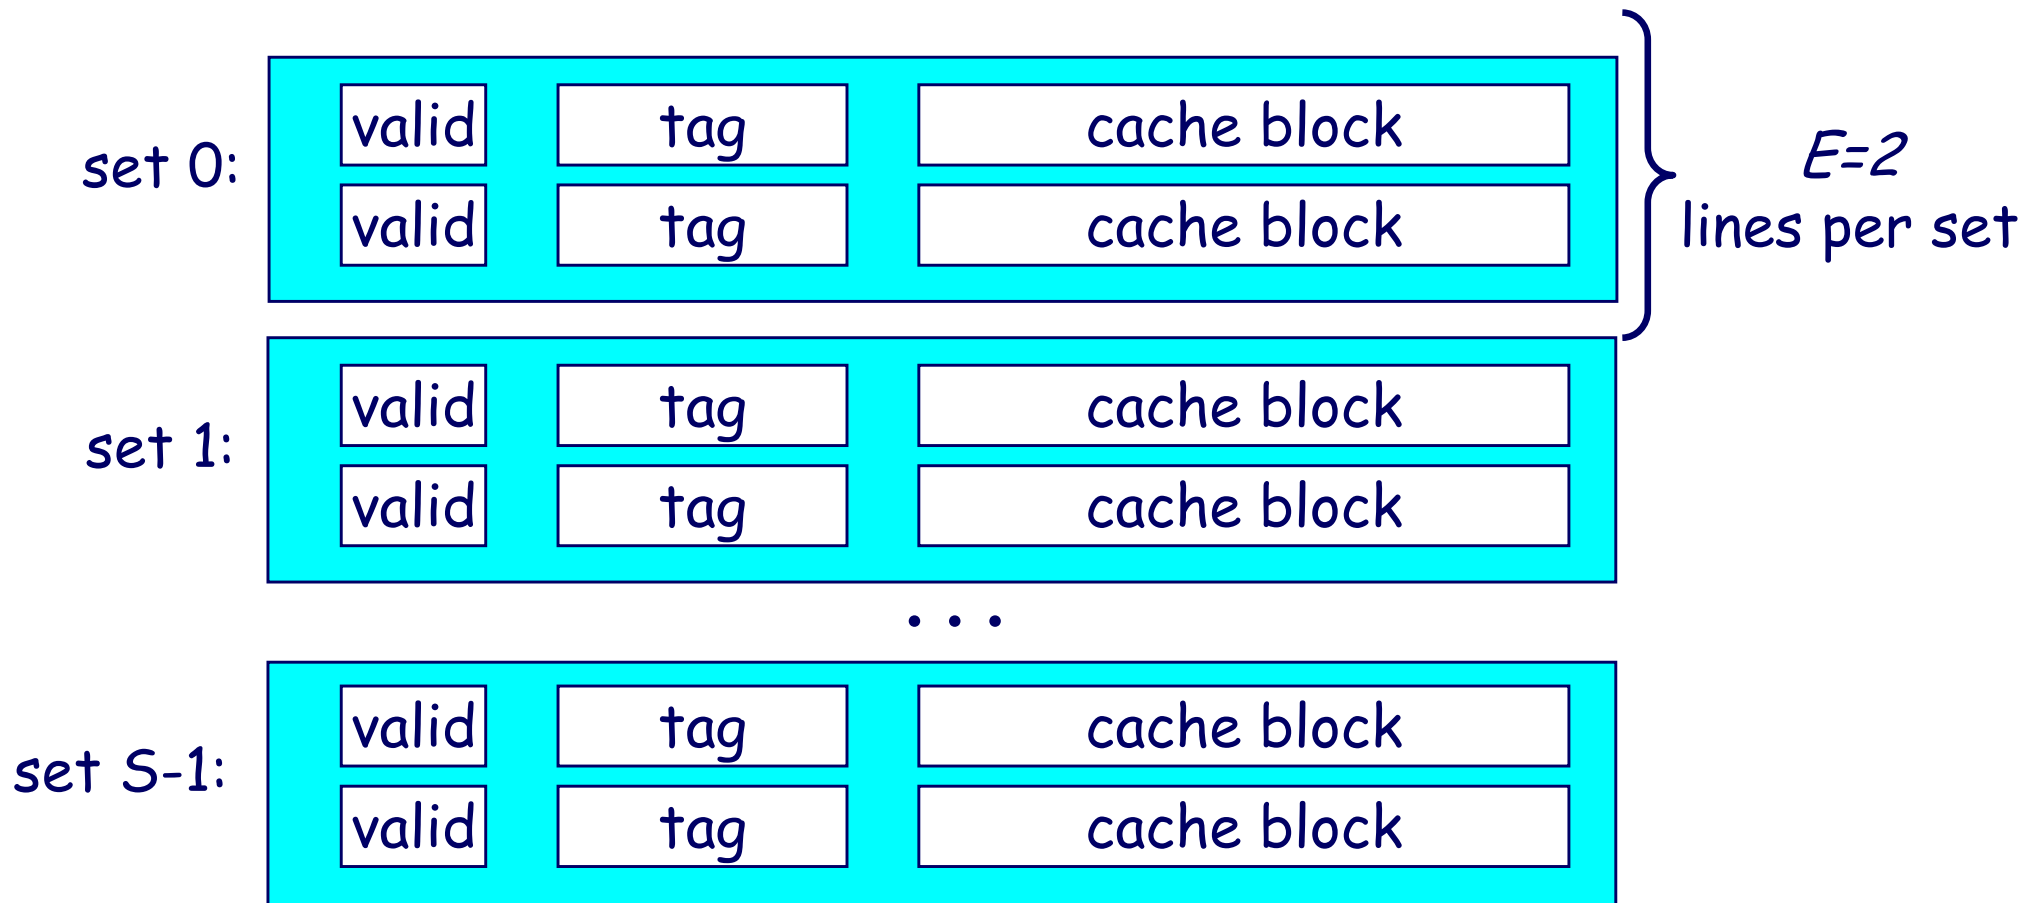 valid tag cache block
set 0:
valid tag cache block
E=2
lines per set
valid tag cache block
set 1:
valid tag cache block
. . .
valid tag cache block
set S-1:
valid tag cache block